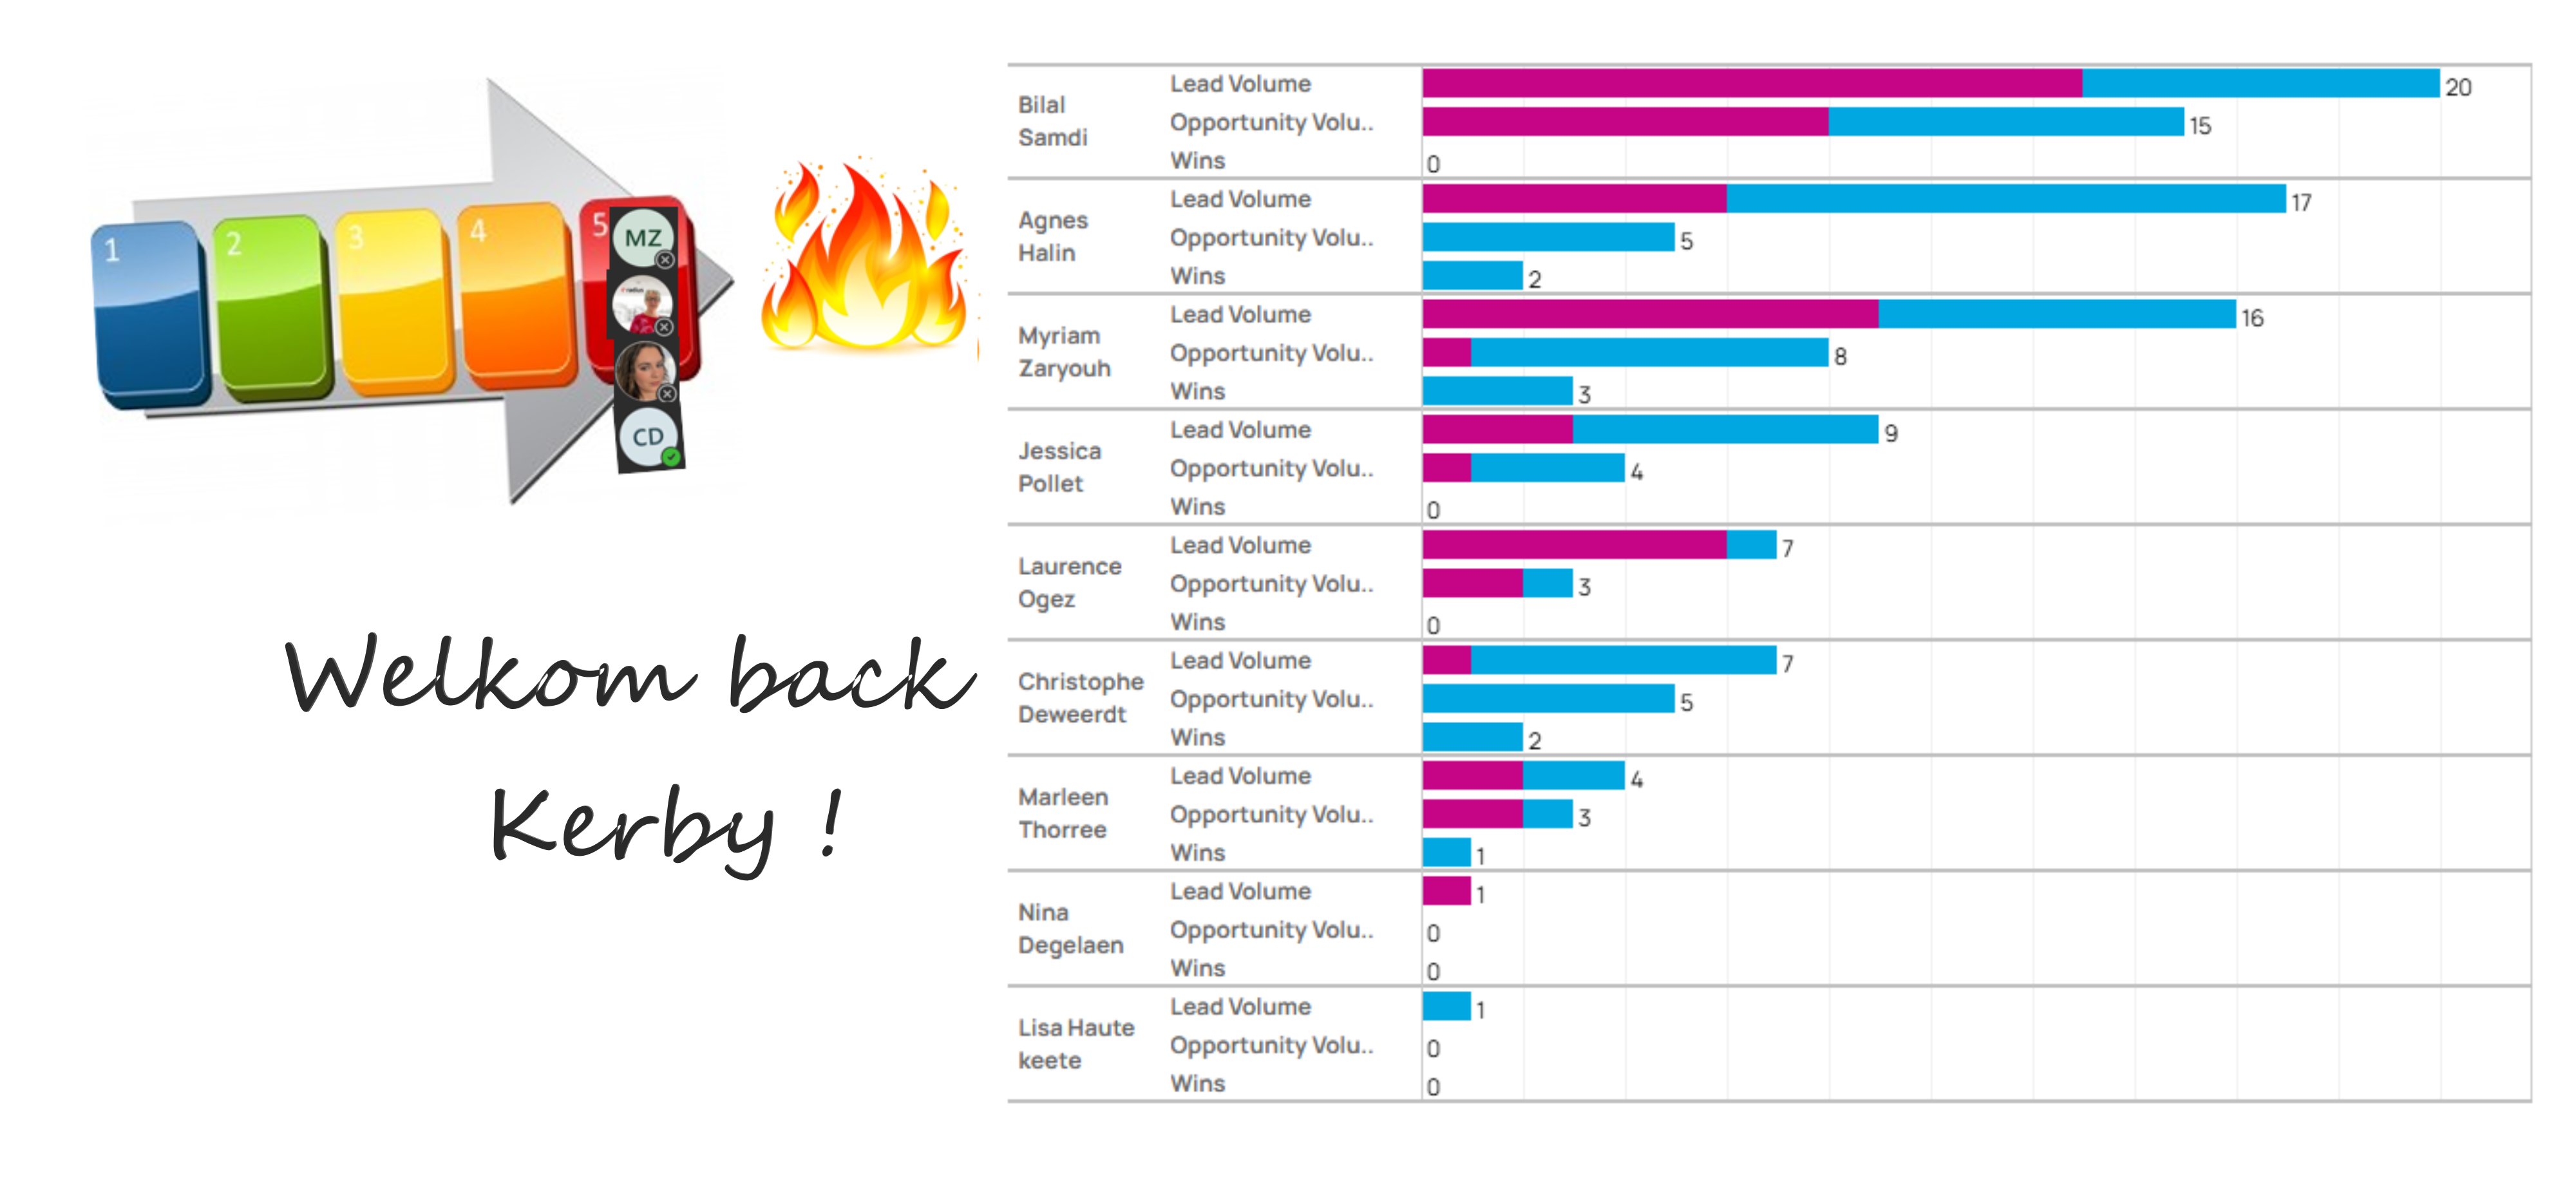 1
2
3
4
5
MZ
CD
Welkom back
Kerby !
Bilal
Samdi
Lead Volume 20
Opportunity Volu.. 15
Wins 0
Agnes
Halin
Lead Volume 17
Opportunity Volu.. 5
Wins 2
Myriam
Zaryouh
Lead Volume 16
Opportunity Volu.. 8
Wins 3
Jessica
Pollet
Lead Volume 9
Opportunity Volu.. 4
Wins 0
Laurence
Ogez
Lead Volume 7
Opportunity Volu.. 3
Wins 0
Christophe
Deweerdt
Lead Volume 7
Opportunity Volu.. 5
Wins 2
Marleen
Thorree
Lead Volume 4
Opportunity Volu.. 3
Wins 1
Nina
Degelaen
Lead Volume 1
Opportunity Volu.. 0
Wins 0
Lisa Haute
keete
Lead Volume 1
Opportunity Volu.. 0
Wins 0